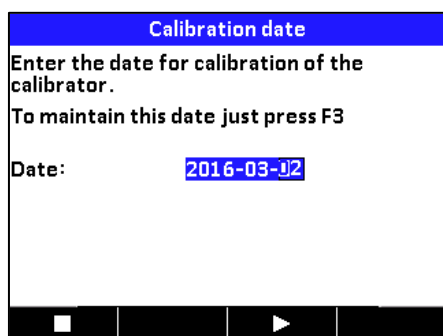 Calibration date
Enter the date for calibration of the
calibrator.
To maintain this date just press F3
Date: 2016-03-02